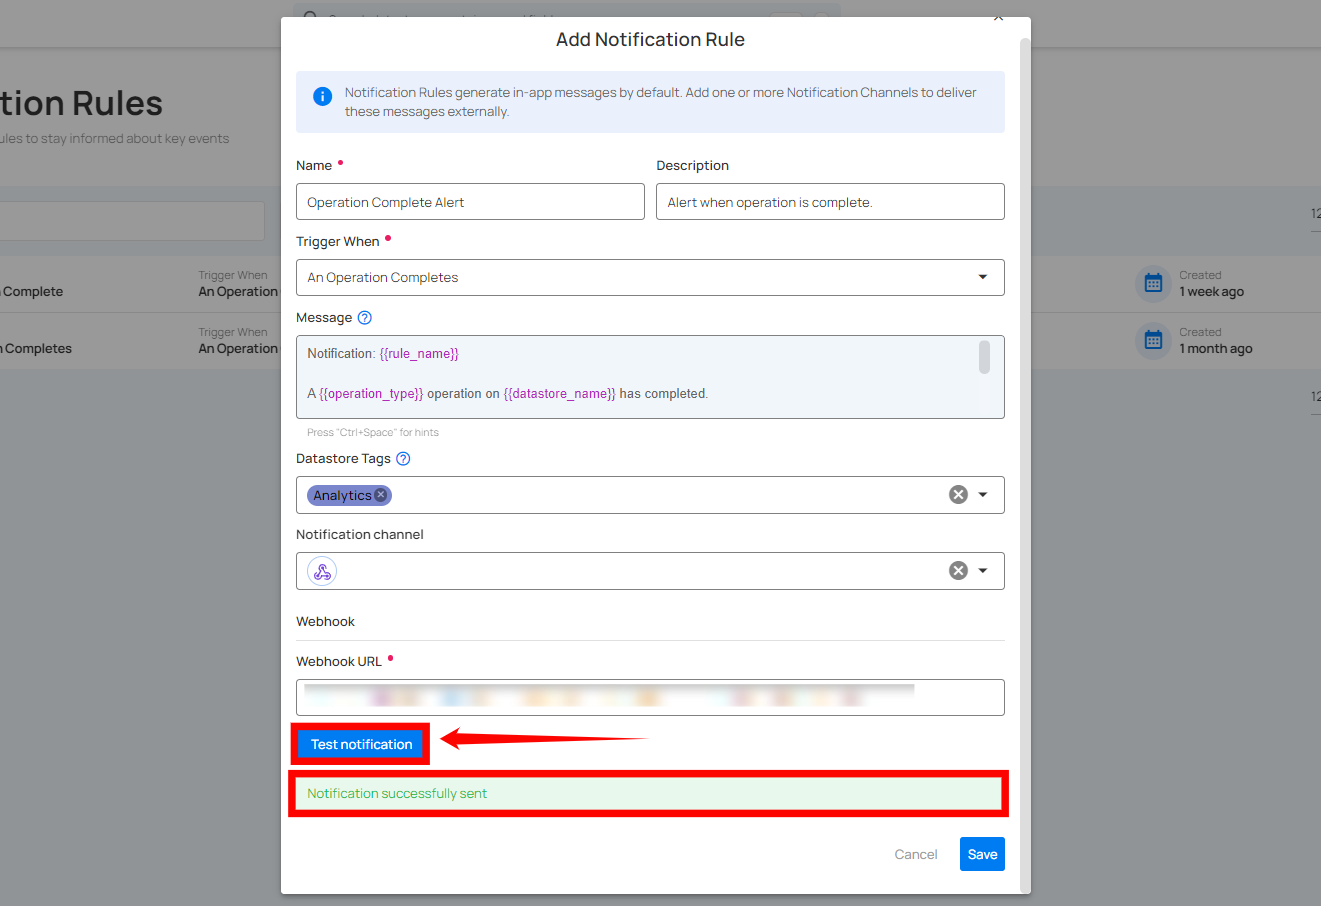 Add Notification Rule
Notification Rules generate in-app messages by default. Add one or more Notification Channels to deliver
these messages externally.
tion Rules
ules to stay informed about key events
Name
Description
Operation Complete Alert
Alert when operation is complete.
Trigger When
An Operation Completes
Message
Notification: {{rule_name}}
A {{operation_type}} operation on {{datastore_name}} has completed.
Press "Ctrl+Space" for hints
Datastore Tags
Analytics
Notification channel
Webhook
Webhook URL
Test notification
Notification successfully sent
Cancel
Save
12
Complete
Trigger When
An Operation
Created
1 week ago
Completes
Trigger When
An Operation
Created
1 month ago
12